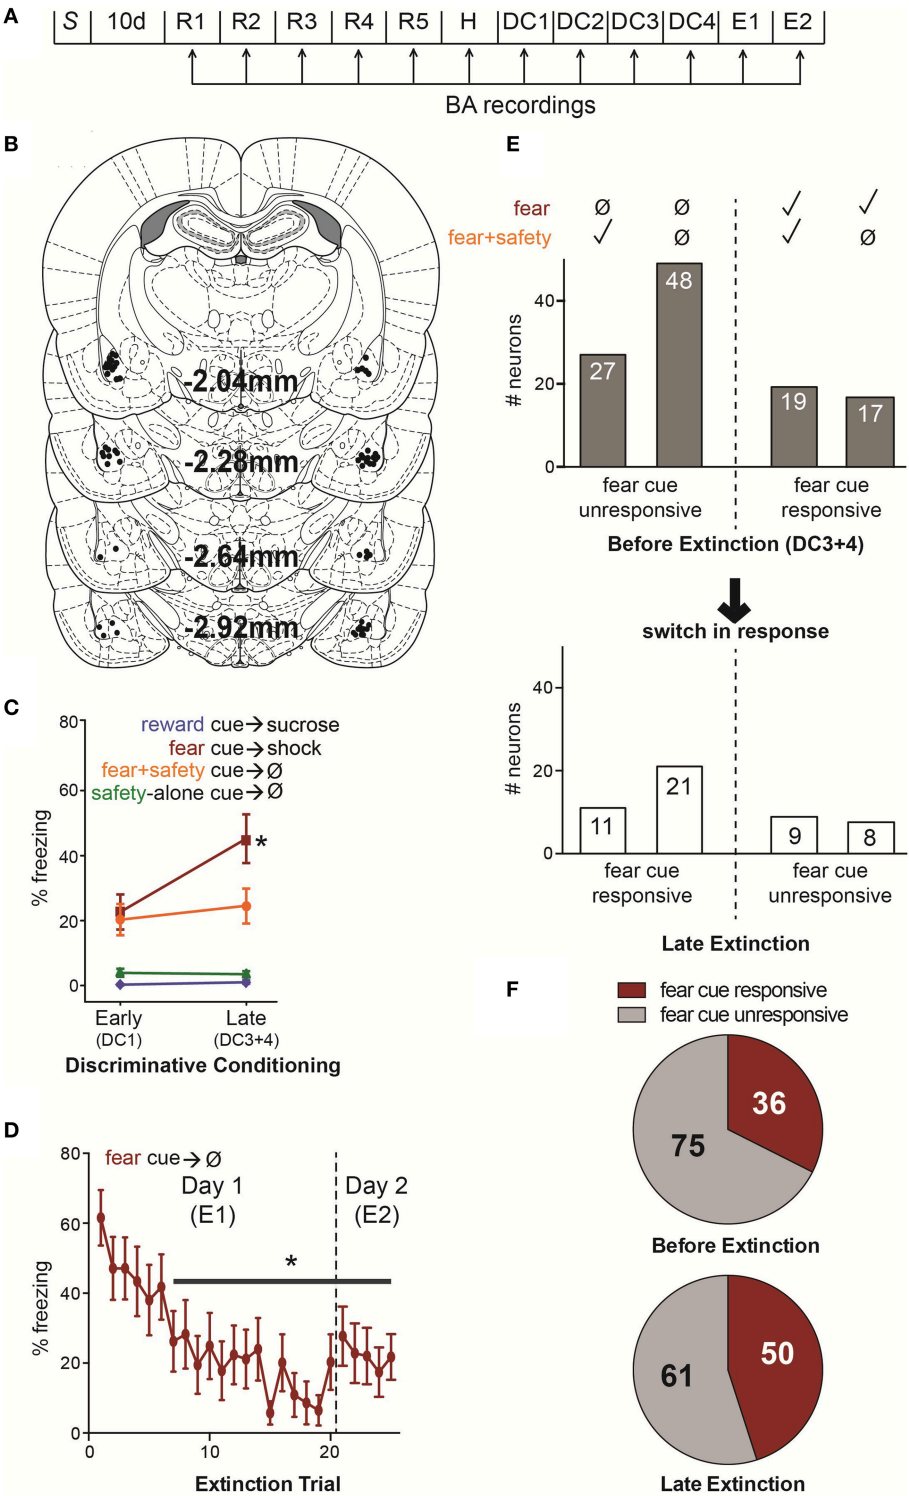 A
S 10d R1 R2 R3 R4 R5 H DC1 DC2 DC3 DC4 E1 E2
BA recordings
B
-2.04mm
-2.28mm
-2.64mm
-2.92mm
C
80
60
40
20
0
% freezing
reward cue→sucrose
fear cue→shock
fear+safety cue→Ø
safety-alone cue→Ø
*
Early Late
(DC1) (DC3+4)
Discriminative Conditioning
D
80
60
40
20
0
% freezing
fear cue→Ø
Day 1 Day 2
(E1) (E2)
*
0 10 20
Extinction Trial
E
fear Ø Ø ✓ ✓
fear+safety ✓ Ø ✓ Ø
# neurons
40
20
0
27 48 19 17
fear cue fear cue
unresponsive responsive
Before Extinction (DC3+4)
switch in response
# neurons
40
20
0
11 21 9 8
fear cue fear cue
responsive unresponsive
Late Extinction
F
fear cue responsive
fear cue unresponsive
36
75
Before Extinction
50
61
Late Extinction